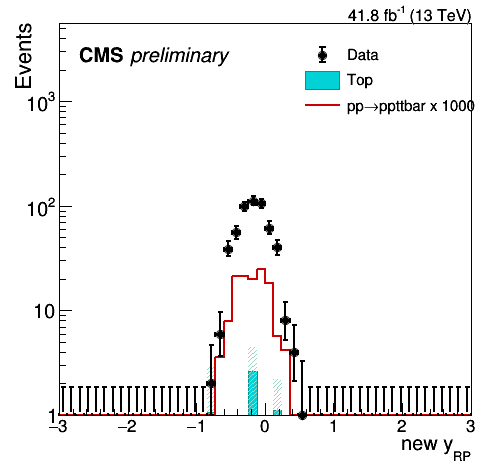 41.8 fb⁻¹ (13 TeV)
Events
CMS preliminary
Data
Top
pp→ppttbar x 1000
10³
10²
10
1
−3 −2 −1 0 1 2 3
new y_RP